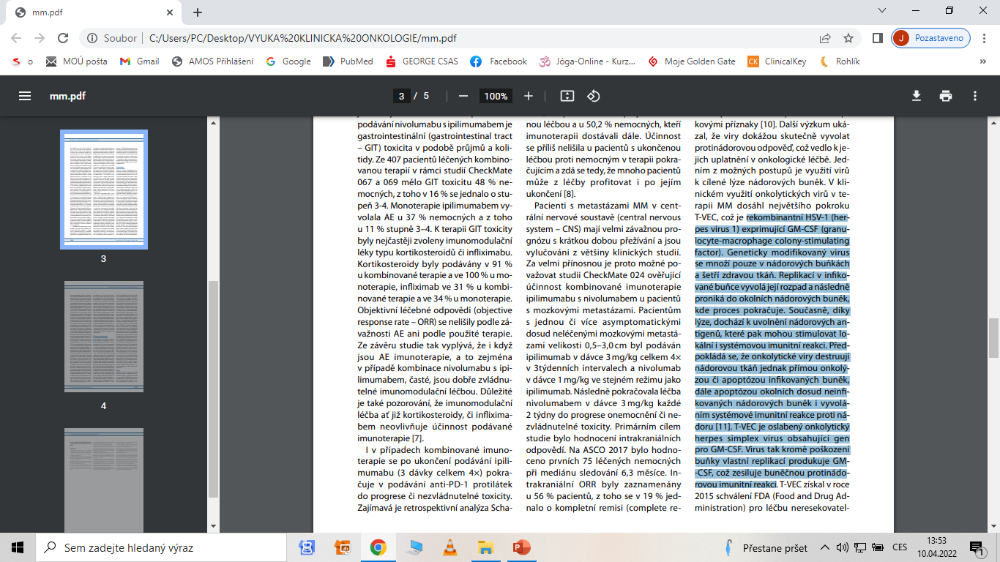 mm.pdf
Soubor
C:/Users/PC/Desktop/VYUKA%20KLINICKA%20ONKOLOGIE/mm.pdf
J Pozastaveno
o
MOÚ pošta
Gmail
AMOS Přihlášení
Google
PubMed
GEORGE CSAS
Facebook
Jóga-Online - Kurz...
Moje Golden Gate
CK ClinicalKey
Rohlík
»
mm.pdf
3 / 5
100%
3
4
podávání nivolumabu s ipilimumabem je
gastrointestinální (gastrointestinal tract
– GIT) toxicita v podobě průjmů a koli-
tidy. Ze 407 pacientů léčených kombino-
vanou terapií v rámci studií CheckMate
067 a 069 mělo GIT toxicitu 48 % ne-
mocných, z toho v 16 % se jednalo o stu-
peň 3-4. Monoterapie ipilimumabem vy-
volala AE u 37 % nemocných a z toho
u 11 % stupně 3–4. K terapii GIT toxicity
byly nejčastěji zvoleny imunomodulační
léky typu kortikosteroidů či infliximabu.
Kortikosteroidy byly podávány v 91 %
u kombinované terapie a ve 100 % u mo-
noterapie, infliximab ve 31 % u kombi-
nované terapie a ve 34 % u monoterapie.
Objektivní léčebné odpovědi (objective
response rate – ORR) se nelišily podle zá-
važnosti AE ani podle použité terapie.
Ze závěru studie tak vyplývá, že i když
jsou AE imunoterapie, a to zejména
v případě kombinace nivolumabu s ipi-
limumabem, časté, jsou dobře zvládnu-
telné imunomodulační léčbou. Důležité
je také pozorování, že imunomodulační
léčba ať již kortikosteroidy, či inflixima-
bem neovlivňuje účinnost podávané
imunoterapie [7].
I v případech kombinované imuno-
terapie se po ukončení podávání ipili-
mumabu (3 dávky celkem 4×) pokra-
čuje v podávání anti-PD-1 protilátek
do progrese či nezvládnutelné toxicity.
Zajímavá je retrospektivní analýza Scha-
nou léčbou a u 50,2 % nemocných, kteří
imunoterapii dostávali dále. Účinnost
se příliš nelišila u pacientů s ukončenou
léčbou proti nemocným v terapii pokra-
čujícím a zdá se tedy, že mnoho pacientů
může z léčby profitovat i po jejím
ukončení [8].
Pacienti s metastázami MM v cent-
rální nervové soustavě (central nervous
system – CNS) mají velmi závažnou pro-
gnózu s krátkou dobou přežívání a jsou
vylučováni z většiny klinických studií.
Za velmi přínosnou je proto možné po-
važovat studii CheckMate 024 ověřující
účinnost kombinované imunoterapie
ipilimumabu s nivolumabem u pacientů
s mozkovými metastázami. Pacientům
s jednou či více asymptomatickými
dosud neléčenými mozkovými metastá-
zami velikosti 0,5–3,0 cm byl podáván
ipilimumab v dávce 3 mg/kg celkem 4×
v 3týdenních intervalech a nivolumab
v dávce 1 mg/kg ve stejném režimu jako
ipilimumab. Následně pokračovala léčba
nivolumabem v dávce 3 mg/kg každé
2 týdny do progrese onemocnění či ne-
zvládnutelné toxicity. Primárním cílem
studie bylo hodnocení intrakraniálních
odpovědí. Na ASCO 2017 bylo hodno-
ceno prvních 75 léčených nemocných
při mediánu sledování 6,3 měsíce. In-
trakraniální ORR byly zaznamenány
u 56 % pacientů, z toho se v 19 % jed-
nalo o kompletní remisi (complete re-
kovými příznaky [10]. Další výzkum uká-
zal, že viry dokážou skutečně vyvolat
protinádorovou odpověď, což vedlo k je-
jich uplatnění v onkologické léčbě. Jed-
ním z možných postupů je využití virů
k cílené lýze nádorových buněk. V kli-
nickém využití onkolytických virů v te-
rapii MM dosáhl největšího pokroku
T-VEC, což je rekombinantní HSV-1 (her-
pes virus 1) exprimující GM-CSF (granu-
locyte-macrophage colony-stimulating
factor). Geneticky modifikovaný virus
se množí pouze v nádorových buňkách
a šetří zdravou tkáň. Replikací v infiko-
vané buňce vyvolá její rozpad a následně
proniká do okolních nádorových buněk,
kde proces pokračuje. Současně, díky
lýze, dochází k uvolnění nádorových an-
tigenů, které pak mohou stimulovat lo-
kální i systémovou imunitní reakci. Před-
pokládá se, že onkolytické viry destruují
nádorovou tkáň jednak přímou onkolý-
zou či apoptózou infikovaných buněk,
dále apoptózou okolních dosud neinfi-
kovaných nádorových buněk i vyvolá-
ním systémové imunitní reakce proti ná-
doru [11]. T-VEC je oslabený onkolytický
herpes simplex virus obsahující gen
pro GM-CSF. Virus tak kromě poškození
buňky vlastní replikací produkuje GM-
-CSF, což zesiluje buněčnou protinádo-
rovou imunitní reakci. T-VEC získal v roce
2015 schválení FDA (Food and Drug Ad-
ministration) pro léčbu neresekovatel-
Sem zadejte hledaný výraz
Přestane pršet
CES
13:53
10.04.2022
1